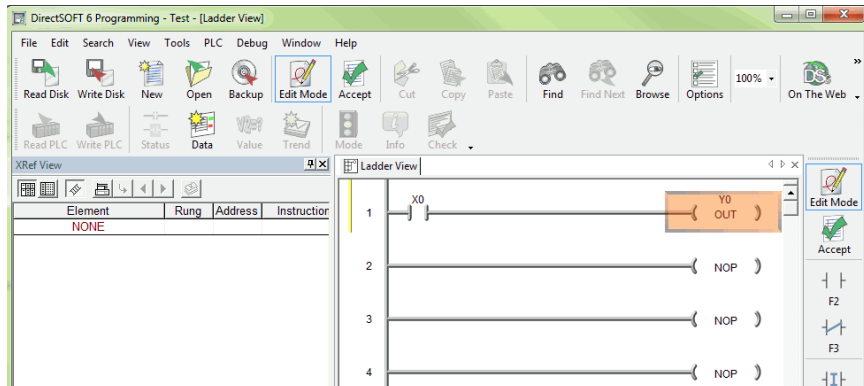 DirectSOFT 6 Programming - Test - [Ladder View]
File Edit Search View Tools PLC Debug Window Help
Read Disk Write Disk New Open Backup Edit Mode Accept Cut Copy Paste Find Find Next Browse Options 100% On The Web
Read PLC Write PLC Status Data Value Trend Mode Info Check
XRef View
Element Rung Address Instruction
NONE
Ladder View
X0 Y0
1 OUT
2 NOP
3 NOP
4 NOP
Edit Mode
Accept
F2
F3